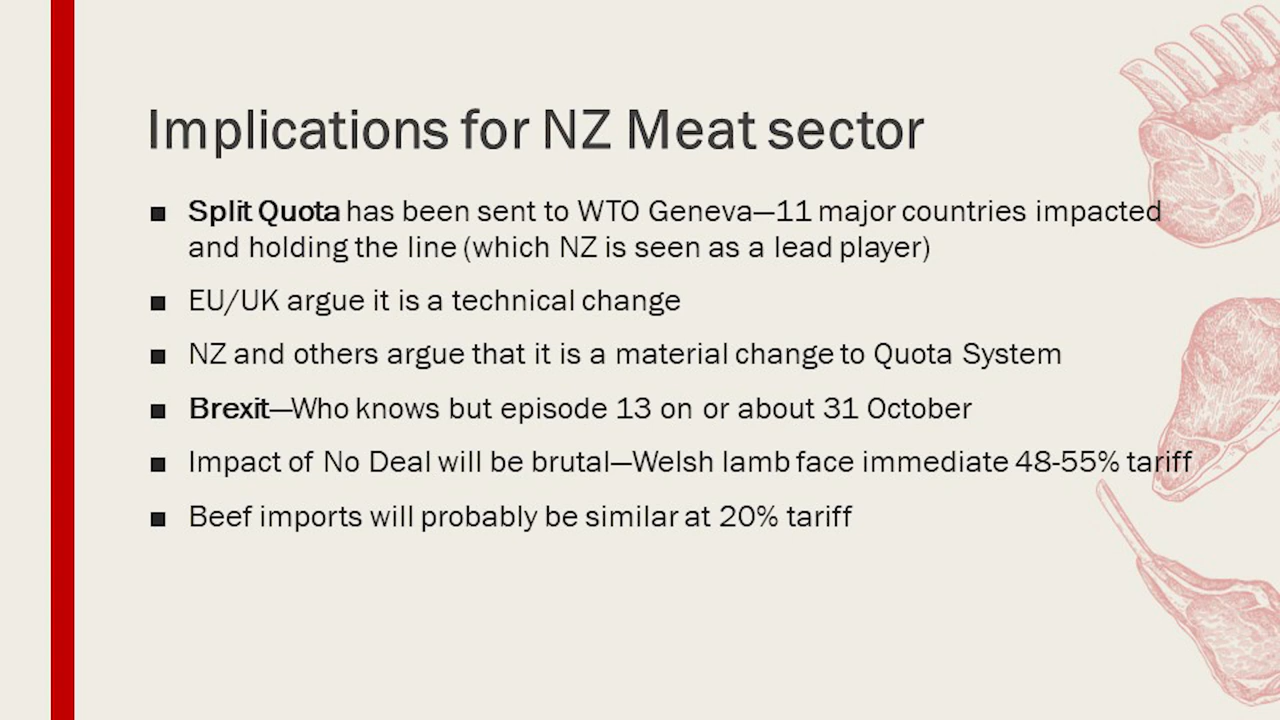 Implications for NZ Meat sector
■ Split Quota has been sent to WTO Geneva—11 major countries impacted
and holding the line (which NZ is seen as a lead player)
■ EU/UK argue it is a technical change
■ NZ and others argue that it is a material change to Quota System
■ Brexit—Who knows but episode 13 on or about 31 October
■ Impact of No Deal will be brutal—Welsh lamb face immediate 48-55% tariff
■ Beef imports will probably be similar at 20% tariff